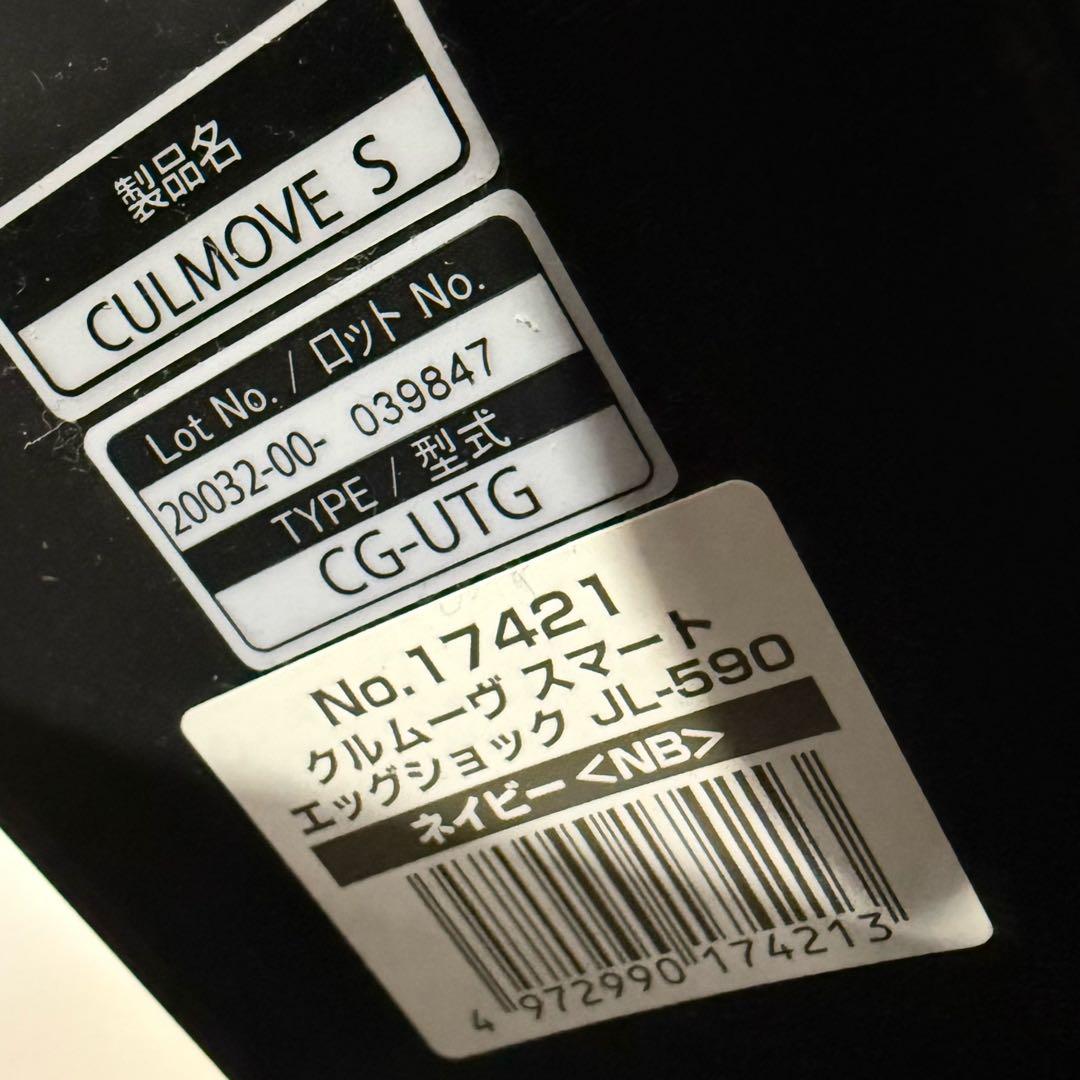 製品名
CULMOVE S
Lot No. / ロット No.
20032-00- 039847
TYPE / 型式
CG-UTG
No.17421
クルムーヴ スマート
エッグショック JL-590
ネイビー <NB>
4 972990 174213